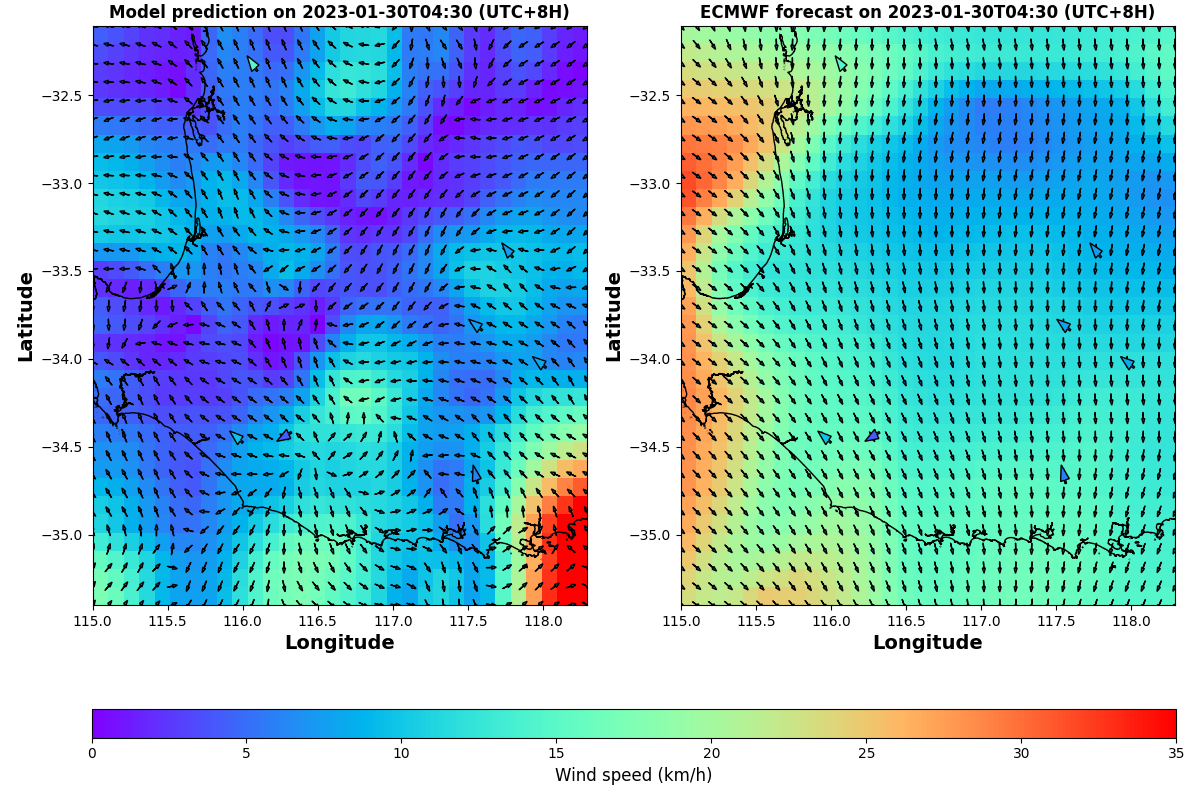 Model prediction on 2023-01-30T04:30 (UTC+8H)
ECMWF forecast on 2023-01-30T04:30 (UTC+8H)
Latitude
−32.5
−33.0
−33.5
−34.0
−34.5
−35.0
115.0 115.5 116.0 116.5 117.0 117.5 118.0
Longitude
Latitude
−32.5
−33.0
−33.5
−34.0
−34.5
−35.0
115.0 115.5 116.0 116.5 117.0 117.5 118.0
Longitude
0 5 10 15 20 25 30 35
Wind speed (km/h)